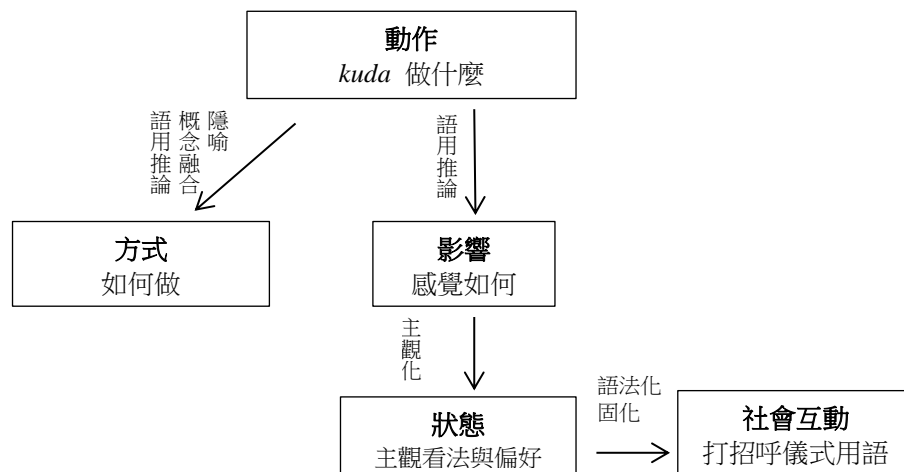 動作
kuda 做什麼
隱喻
概念融合
語用推論
語用推論
方式
如何做
影響
感覺如何
主觀化
狀態
主觀看法與偏好
語法化
固化
社會互動
打招呼儀式用語